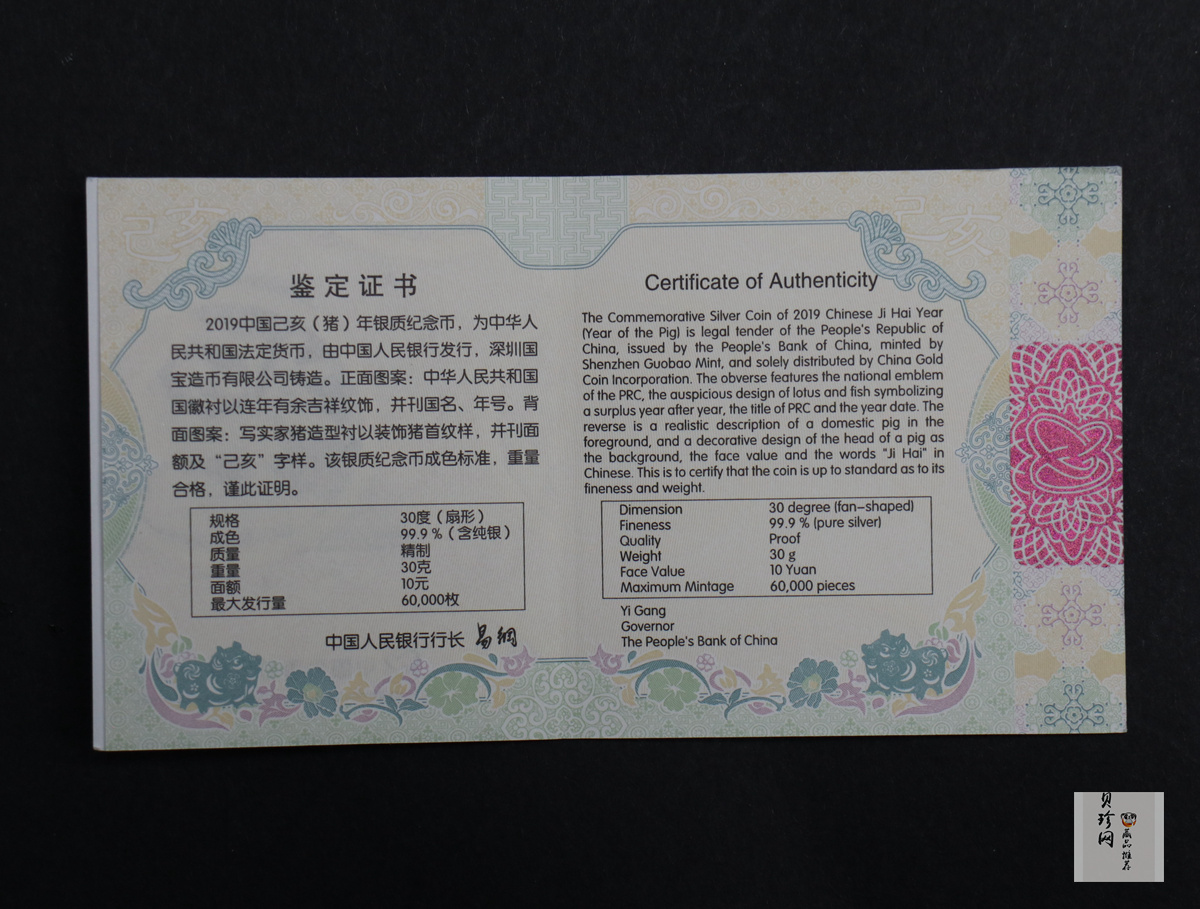 己亥
己亥
鉴定证书
2019中国己亥(猪)年银质纪念币，为中华人
民共和国法定货币，由中国人民银行发行，深圳国
宝造币有限公司铸造。正面图案：中华人民共和国
国徽衬以连年有余吉祥纹饰，并刊国名、年号。背
面图案：写实家猪造型衬以装饰猪首纹样，并刊面
额及“己亥”字样。该银质纪念币成色标准，重量
合格，谨此证明。
规格 30度（扇形）
成色 99.9％（含纯银）
质量 精制
重量 30克
面额 10元
最大发行量 60,000枚
中国人民银行行长 易纲
Certificate of Authenticity
The Commemorative Silver Coin of 2019 Chinese Ji Hai Year
(Year of the Pig) is legal tender of the People's Republic of
China, issued by the People's Bank of China, minted by
Shenzhen Guobao Mint, and solely distributed by China Gold
Coin Incorporation. The obverse features the national emblem
of the PRC, the auspicious design of lotus and fish symbolizing
a surplus year after year, the title of PRC and the year date. The
reverse is a realistic description of a domestic pig in the
foreground, and a decorative design of the head of a pig as
the background, the face value and the words "Ji Hai" in
Chinese. This is to certify that the coin is up to standard as to its
fineness and weight.
Dimension 30 degree (fan-shaped)
Fineness 99.9 % (pure silver)
Quality Proof
Weight 30 g
Face Value 10 Yuan
Maximum Mintage 60,000 pieces
Yi Gang
Governor
The People's Bank of China
贝珍网
藏品推荐